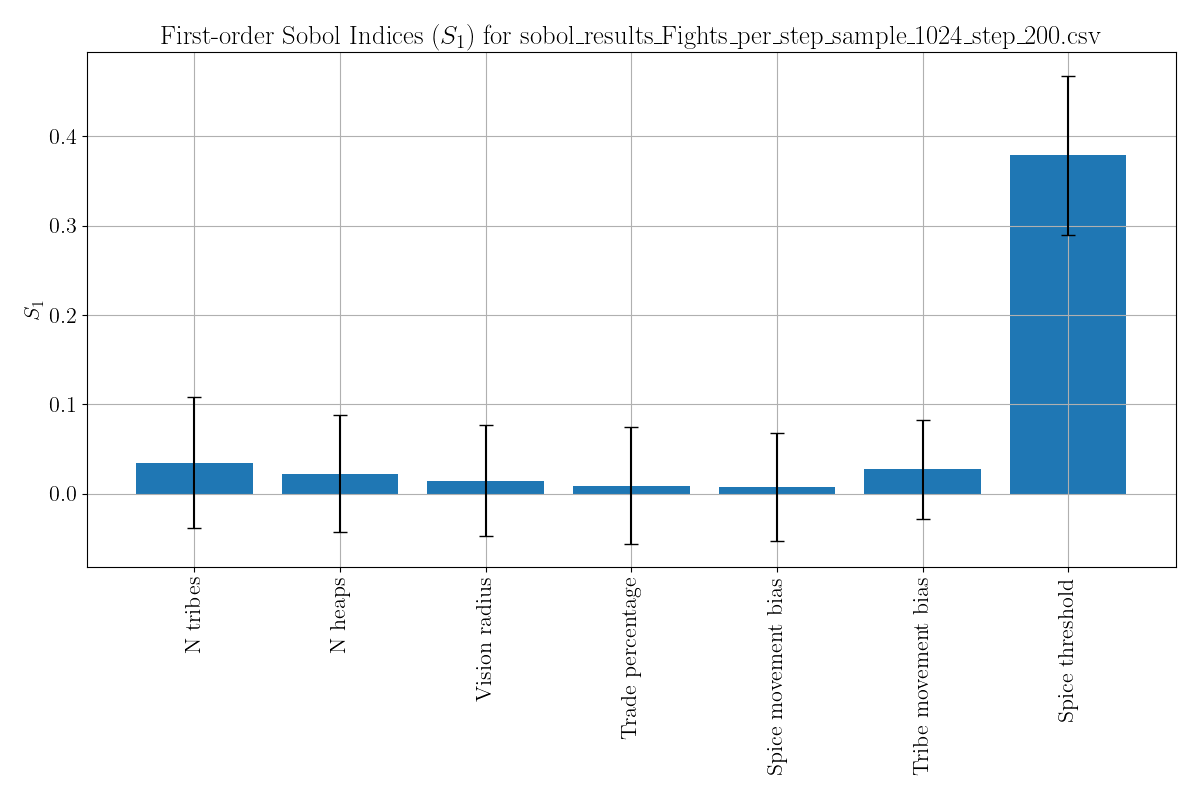 First-order Sobol Indices (S₁) for sobol_results_Fights_per_step_sample_1024_step_200.csv
S₁
0.4
0.3
0.2
0.1
0.0
N tribes
N heaps
Vision radius
Trade percentage
Spice movement bias
Tribe movement bias
Spice threshold